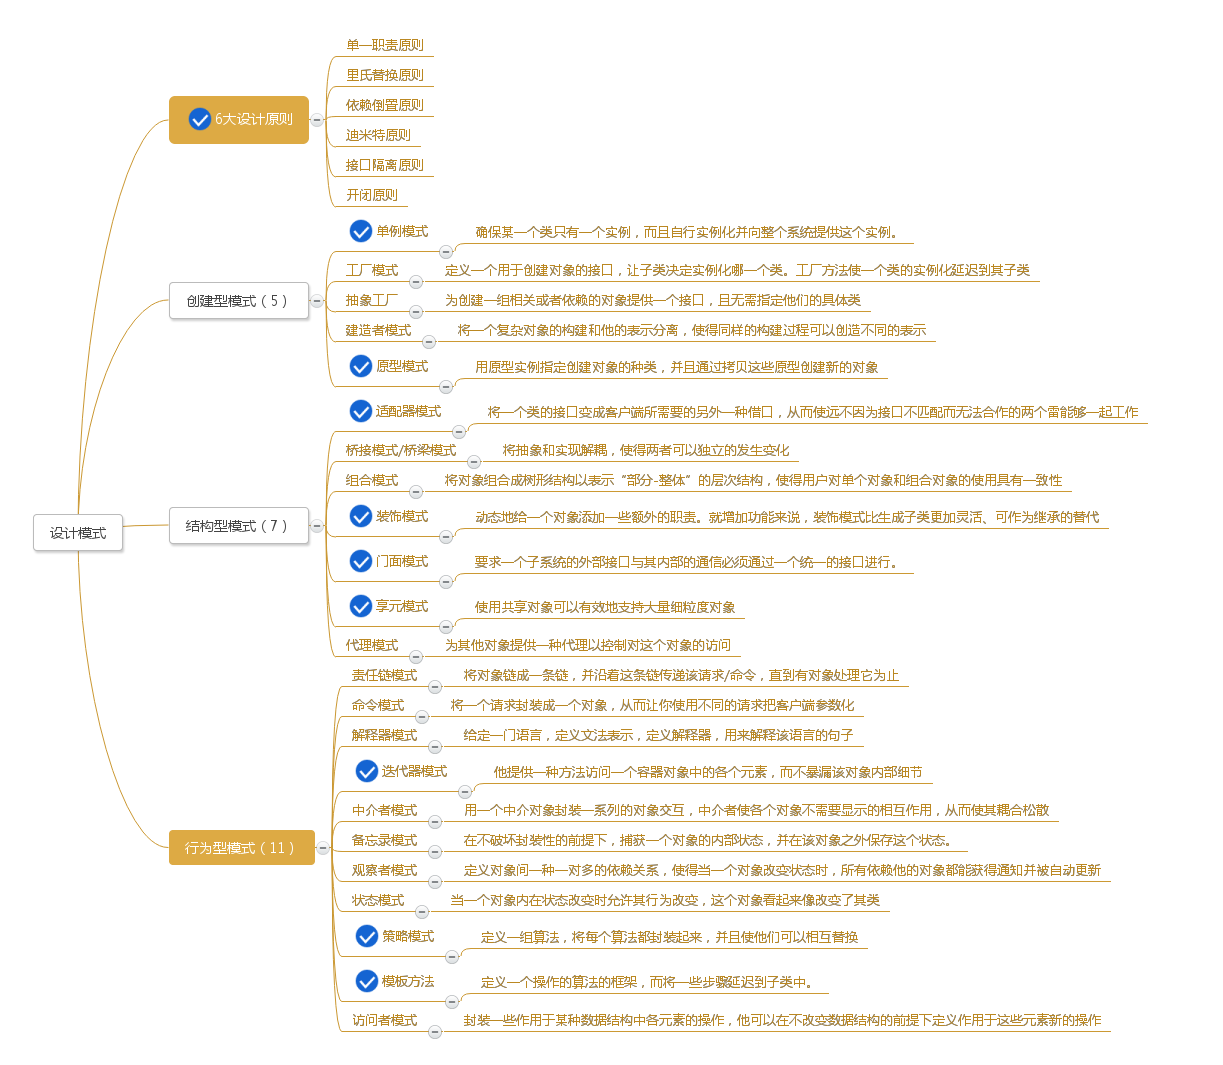 单一职责原则
里氏替换原则
依赖倒置原则
6大设计原则
迪米特原则
接口隔离原则
开闭原则
单例模式
确保某一个类只有一个实例，而且自行实例化并向整个系统提供这个实例。
工厂模式
定义一个用于创建对象的接口，让子类决定实例化哪一个类。工厂方法使一个类的实例化延迟到其子类
创建型模式（5）
抽象工厂
为创建一组相关或者依赖的对象提供一个接口，且无需指定他们的具体类
建造者模式
将一个复杂对象的构建和他的表示分离，使得同样的构建过程可以创造不同的表示
原型模式
用原型实例指定创建对象的种类，并且通过拷贝这些原型创建新的对象
适配器模式
将一个类的接口变成客户端所需要的另外一种借口，从而使远不因为接口不匹配而无法合作的两个雷能够一起工作
桥接模式/桥梁模式
将抽象和实现解耦，使得两者可以独立的发生变化
组合模式
将对象组合成树形结构以表示“部分-整体”的层次结构，使得用户对单个对象和组合对象的使用具有一致性
设计模式
结构型模式（7）
装饰模式
动态地给一个对象添加一些额外的职责。就增加功能来说，装饰模式比生成子类更加灵活、可作为继承的替代
门面模式
要求一个子系统的外部接口与其内部的通信必须通过一个统一的接口进行。
享元模式
使用共享对象可以有效地支持大量细粒度对象
代理模式
为其他对象提供一种代理以控制对这个对象的访问
责任链模式
将对象链成一条链，并沿着这条链传递该请求/命令，直到有对象处理它为止
命令模式
将一个请求封装成一个对象，从而让你使用不同的请求把客户端参数化
解释器模式
给定一门语言，定义文法表示，定义解释器，用来解释该语言的句子
迭代器模式
他提供一种方法访问一个容器对象中的各个元素，而不暴漏该对象内部细节
中介者模式
用一个中介对象封装一系列的对象交互，中介者使各个对象不需要显示的相互作用，从而使其耦合松散
行为型模式（11）
备忘录模式
在不破坏封装性的前提下，捕获一个对象的内部状态，并在该对象之外保存这个状态。
观察者模式
定义对象间一种一对多的依赖关系，使得当一个对象改变状态时，所有依赖他的对象都能获得通知并被自动更新
状态模式
当一个对象内在状态改变时允许其行为改变，这个对象看起来像改变了其类
策略模式
定义一组算法，将每个算法都封装起来，并且使他们可以相互替换
模板方法
定义一个操作的算法的框架，而将一些步骤延迟到子类中。
访问者模式
封装一些作用于某种数据结构中各元素的操作，他可以在不改变数据结构的前提下定义作用于这些元素新的操作